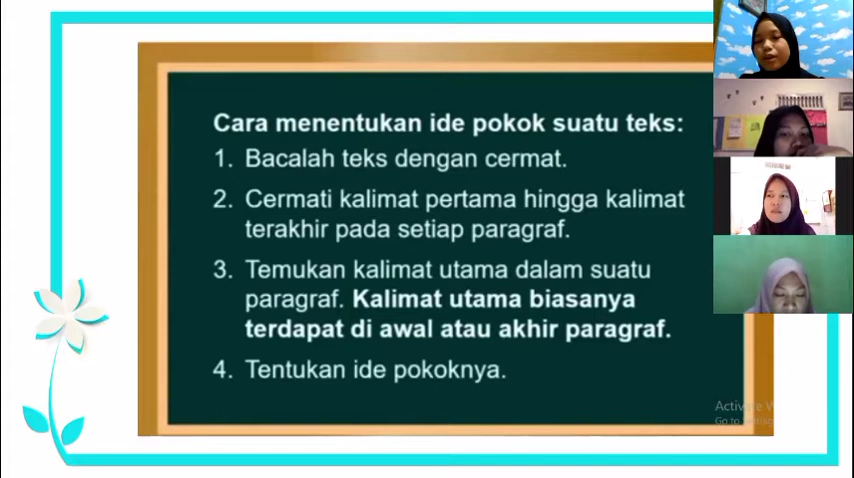 Cara menentukan ide pokok suatu teks:
1. Bacalah teks dengan cermat.
2. Cermati kalimat pertama hingga kalimat
terakhir pada setiap paragraf.
3. Temukan kalimat utama dalam suatu
paragraf. Kalimat utama biasanya
terdapat di awal atau akhir paragraf.
4. Tentukan ide pokoknya.
Go to